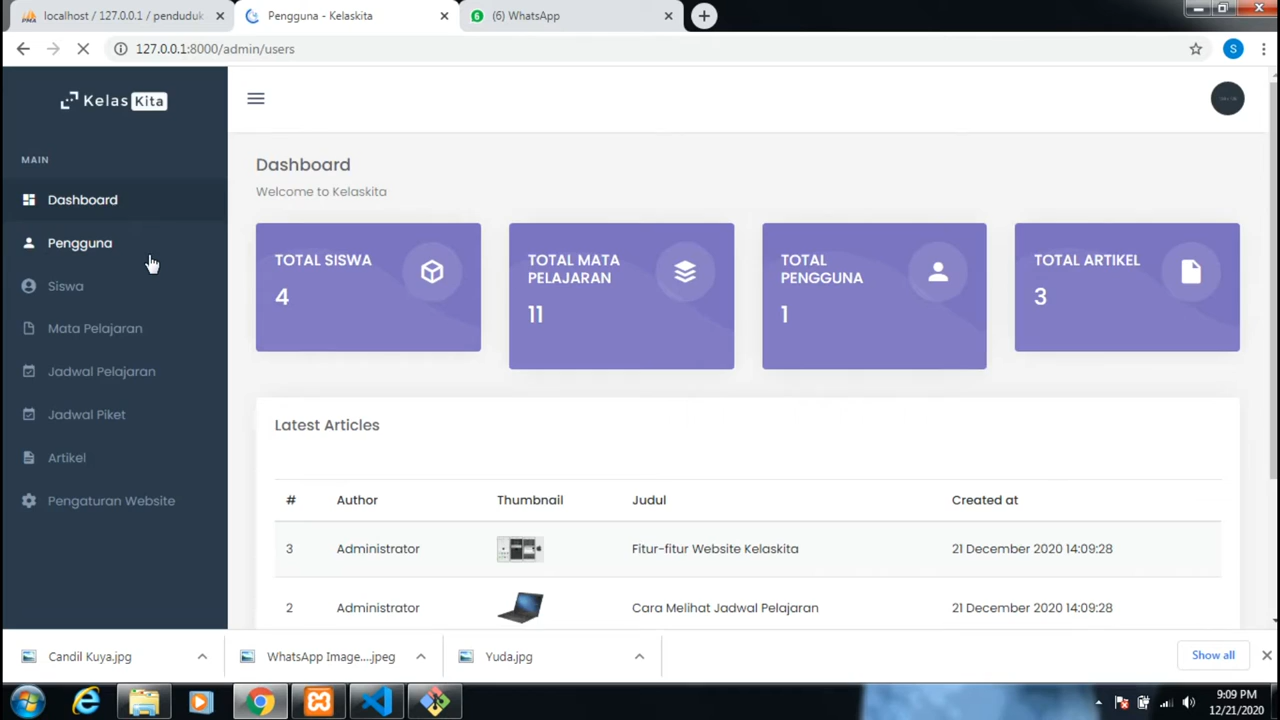 localhost / 127.0.0.1 / penduduk
Pengguna - Kelaskita
(6) WhatsApp
127.0.0.1:8000/admin/users
S
Kelas Kita
MAIN
Dashboard
Pengguna
Siswa
Mata Pelajaran
Jadwal Pelajaran
Jadwal Piket
Artikel
Pengaturan Website
Dashboard
Welcome to Kelaskita
TOTAL SISWA
4
TOTAL MATA
PELAJARAN
11
TOTAL
PENGGUNA
1
TOTAL ARTIKEL
3
Latest Articles
# Author Thumbnail Judul Created at
3 Administrator Fitur-fitur Website Kelaskita 21 December 2020 14:09:28
2 Administrator Cara Melihat Jadwal Pelajaran 21 December 2020 14:09:28
Candil Kuya.jpg
WhatsApp Image....jpeg
Yuda.jpg
Show all
9:09 PM
12/21/2020